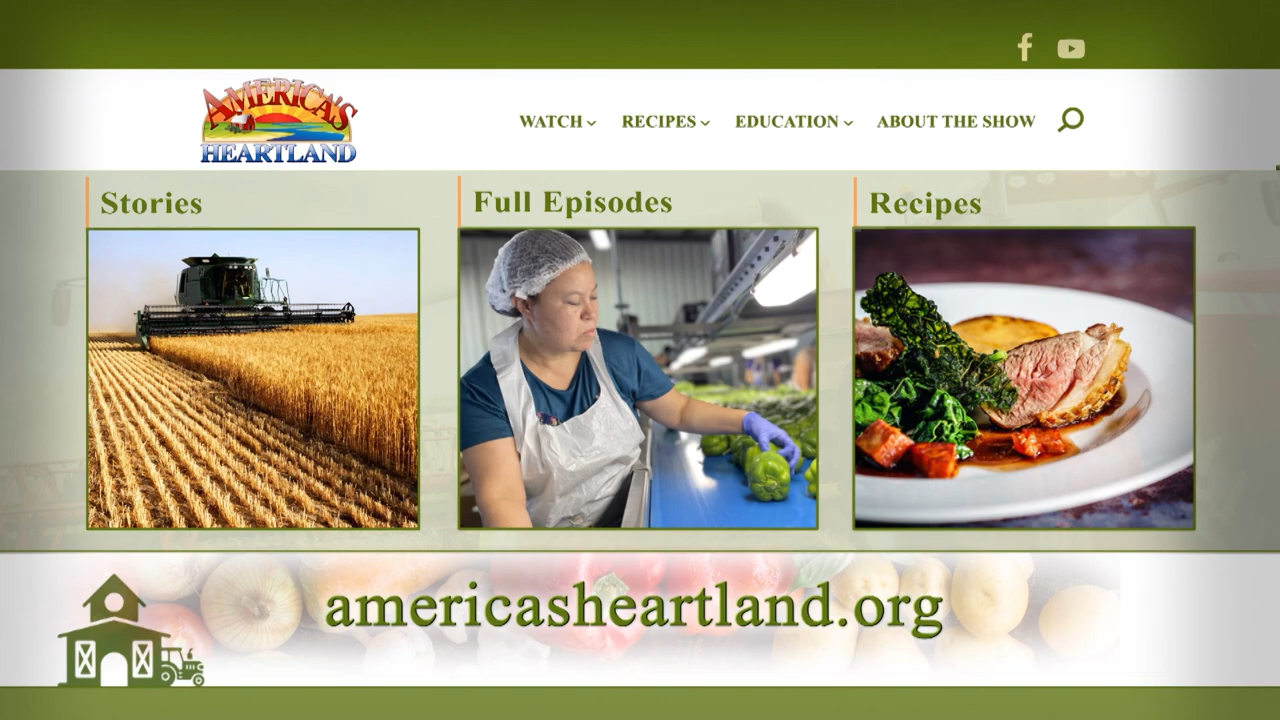 AMERICA'S
HEARTLAND
WATCH RECIPES EDUCATION ABOUT THE SHOW
Stories
Full Episodes
Recipes
americasheartland.org